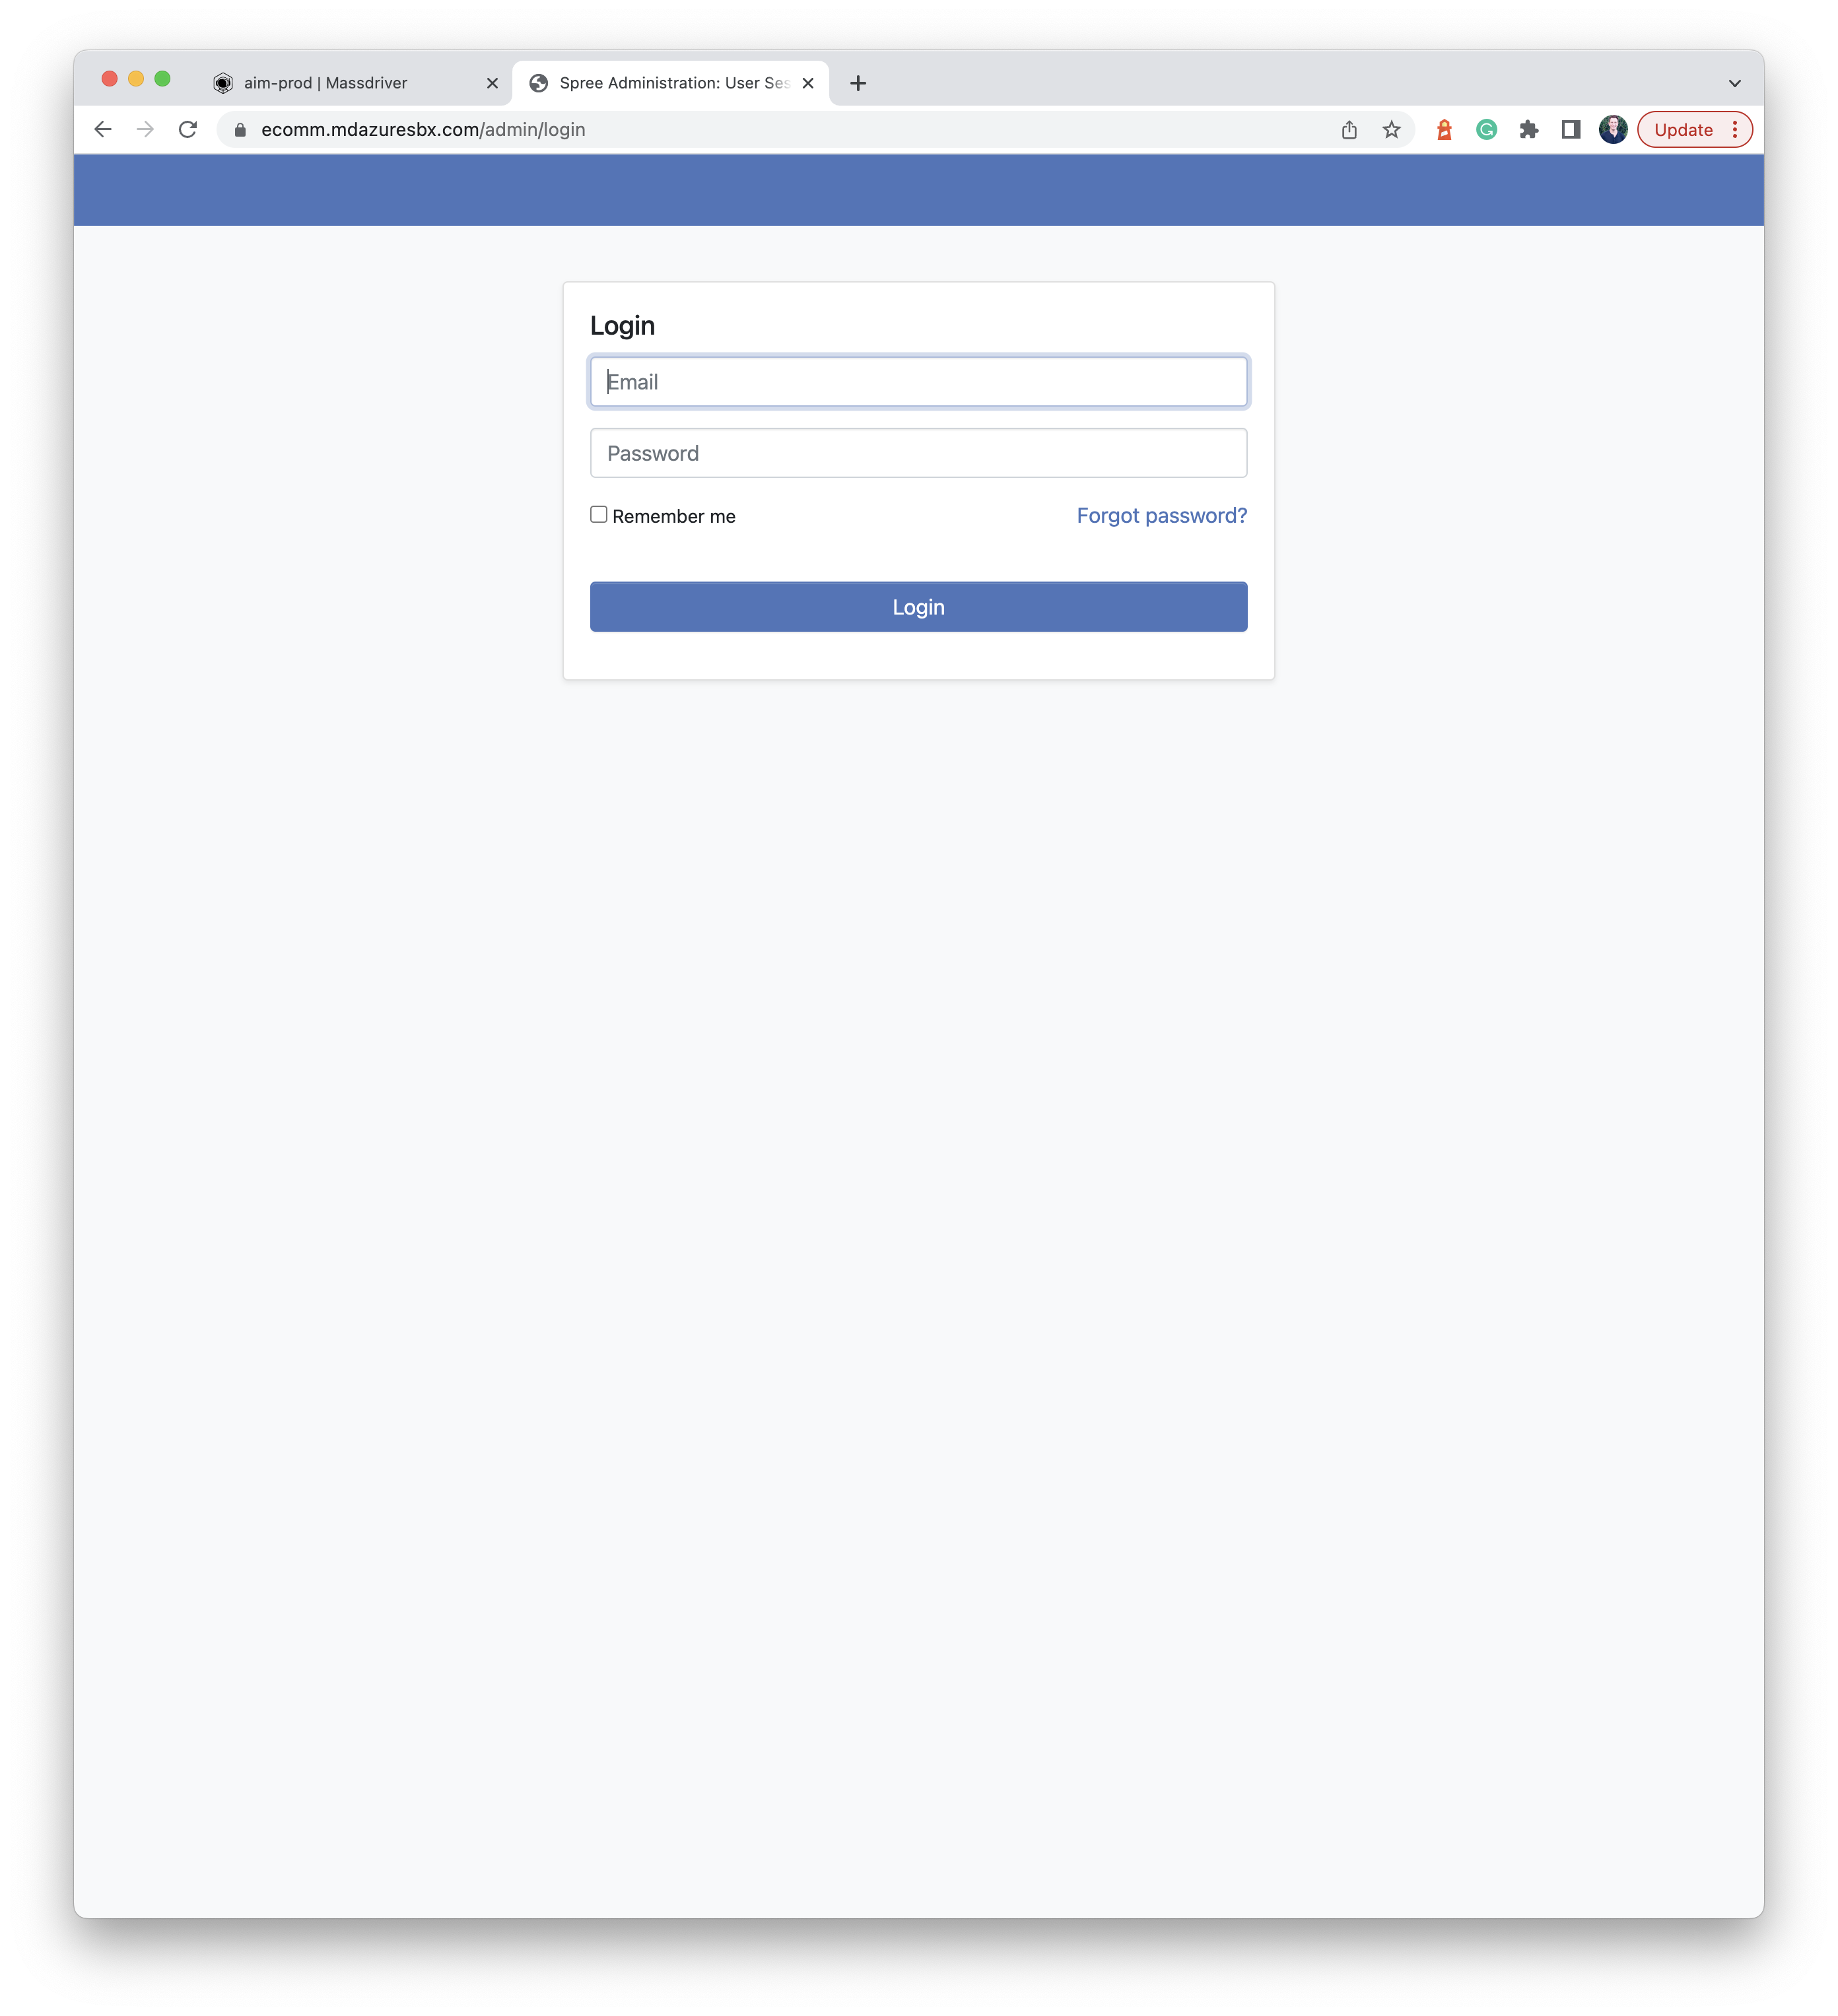 aim-prod | Massdriver
Spree Administration: User Ses
ecomm.mdazuresbx.com/admin/login
Update
Login
Email
Password
Remember me
Forgot password?
Login